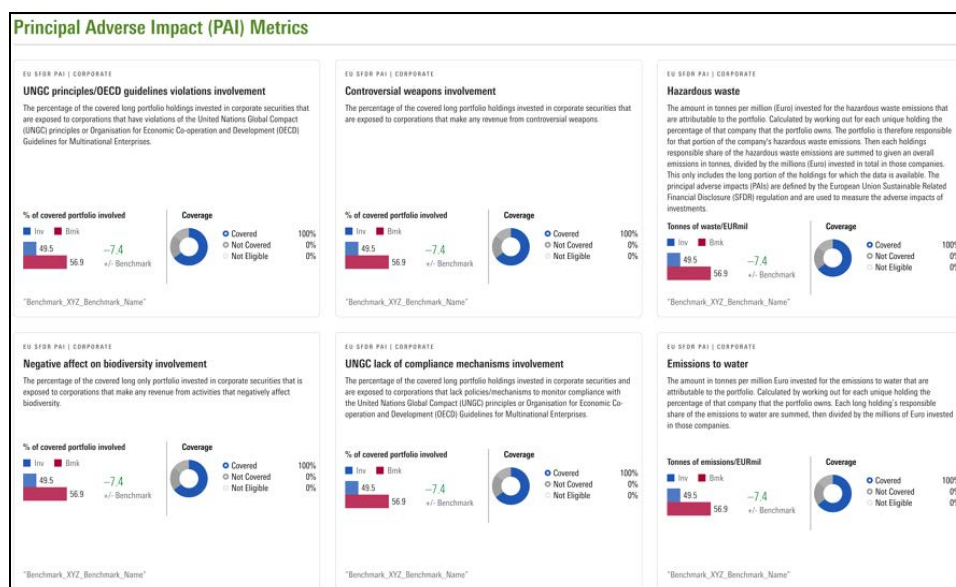 Principal Adverse Impact (PAI) Metrics
EU SFDR PAI | CORPORATE
UNGC principles/OECD guidelines violations involvement
The percentage of the covered long portfolio holdings invested in corporate securities that
are exposed to corporations that have violations of the United Nations Global Compact
(UNGC) principles or Organisation for Economic Co-operation and Development (OECD)
Guidelines for Multinational Enterprises.
% of covered portfolio involved
Inv Bmk
49.5
56.9
–7.4
+/- Benchmark
Coverage
Covered 100%
Not Covered 0%
Not Eligible 0%
"Benchmark_XYZ_Benchmark_Name"
EU SFDR PAI | CORPORATE
Controversial weapons involvement
The percentage of the covered long portfolio holdings invested in corporate securities that
are exposed to corporations that make any revenue from controversial weapons.
% of covered portfolio involved
Inv Bmk
49.5
56.9
–7.4
+/- Benchmark
Coverage
Covered 100%
Not Covered 0%
Not Eligible 0%
"Benchmark_XYZ_Benchmark_Name"
EU SFDR PAI | CORPORATE
Hazardous waste
The amount in tonnes per million (Euro) invested for the hazardous waste emissions that
are attributable to the portfolio. Calculated by working out for each unique holding the
percentage of that company that the portfolio owns. The portfolio is therefore responsible
for that portion of the company's hazardous waste emissions. Then each holdings
responsible share of the hazardous waste emissions are summed to given an overall
emissions in tonnes, divided by the millions (Euro) invested in total in those companies.
This only includes the long portion of the holdings for which the data is available. The
principal adverse impacts (PAIs) are defined by the European Union Sustainable Related
Financial Disclosure (SFDR) regulation and are used to measure the adverse impacts of
investments.
Tonnes of waste/EURmil
Inv Bmk
49.5
56.9
–7.4
+/- Benchmark
Coverage
Covered 100%
Not Covered 0%
Not Eligible 0%
"Benchmark_XYZ_Benchmark_Name"
EU SFDR PAI | CORPORATE
Negative affect on biodiversity involvement
The percentage of the covered long only portfolio invested in corporate securities that is
exposed to corporations that make any revenue from activities that negatively affect
biodiversity.
% of covered portfolio involved
Inv Bmk
49.5
56.9
–7.4
+/- Benchmark
Coverage
Covered 100%
Not Covered 0%
Not Eligible 0%
"Benchmark_XYZ_Benchmark_Name"
EU SFDR PAI | CORPORATE
UNGC lack of compliance mechanisms involvement
The percentage of the covered long portfolio holdings invested in corporate securities and
are exposed to corporations that lack policies/mechanisms to monitor compliance with
the United Nations Global Compact (UNGC) principles or Organisation for Economic Co-
operation and Development (OECD) Guidelines for Multinational Enterprises.
% of covered portfolio involved
Inv Bmk
49.5
56.9
–7.4
+/- Benchmark
Coverage
Covered 100%
Not Covered 0%
Not Eligible 0%
"Benchmark_XYZ_Benchmark_Name"
EU SFDR PAI | CORPORATE
Emissions to water
The amount in tonnes per million Euro invested for the emissions to water that are
attributable to the portfolio. Calculated by working out for each unique holding the
percentage of that company that the portfolio owns. Each long holding's responsible
share of the emissions to water are summed, then divided by the millions of Euro invested
in those companies.
Tonnes of emissions/EURmil
Inv Bmk
49.5
56.9
–7.4
+/- Benchmark
Coverage
Covered 100%
Not Covered 0%
Not Eligible 0%
"Benchmark_XYZ_Benchmark_Name"